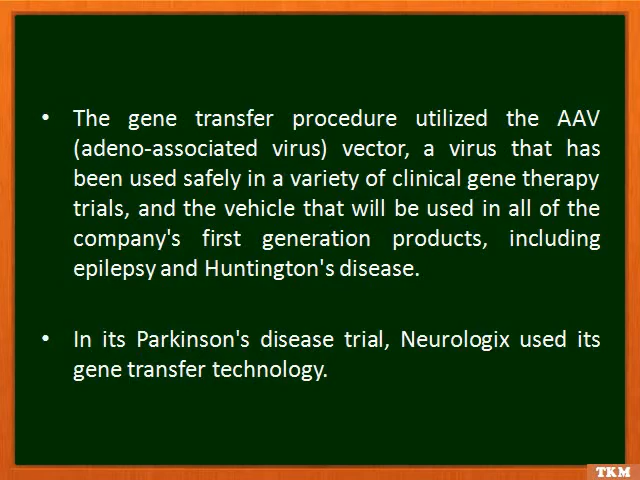 • The gene transfer procedure utilized the AAV
(adeno-associated virus) vector, a virus that has
been used safely in a variety of clinical gene therapy
trials, and the vehicle that will be used in all of the
company's first generation products, including
epilepsy and Huntington's disease.
• In its Parkinson's disease trial, Neurologix used its
gene transfer technology.
TKM